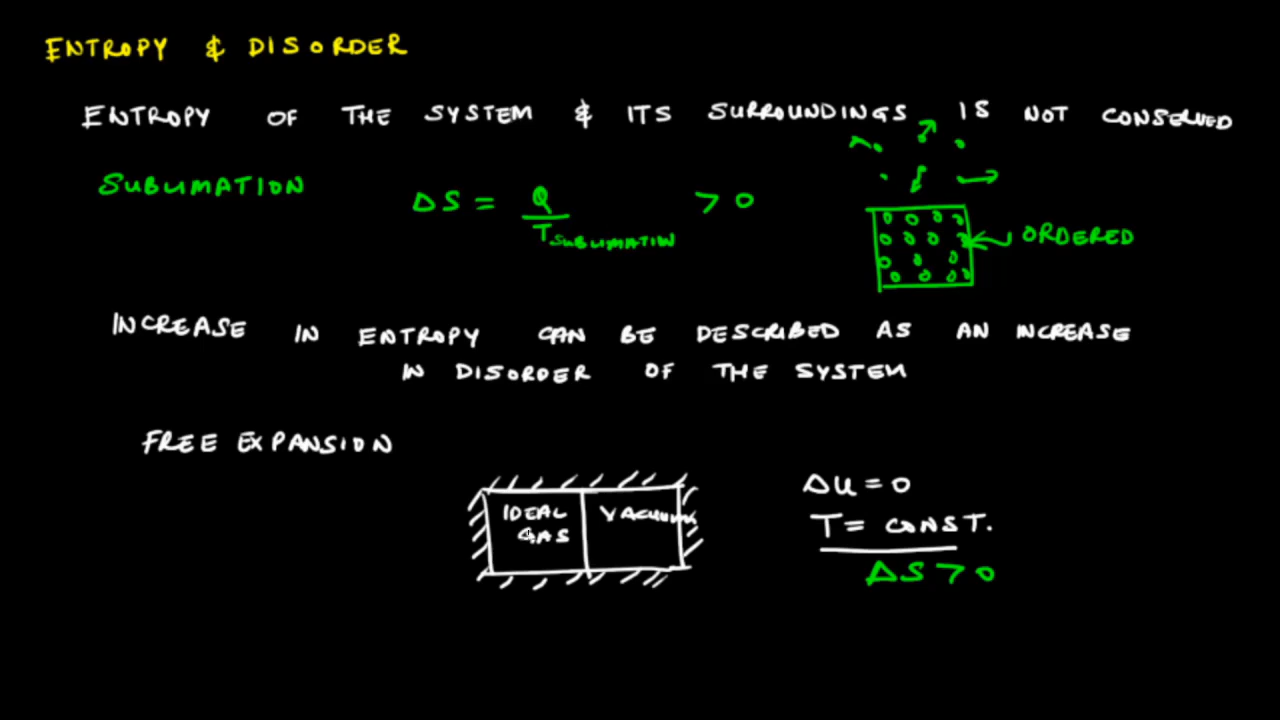 ENTROPY & DISORDER
ENTROPY OF THE SYSTEM & ITS SURROUNDINGS IS NOT CONSERVED
SUBLIMATION ΔS = Q / T SUBLIMATION > 0
ORDERED
INCREASE IN ENTROPY CAN BE DESCRIBED AS AN INCREASE
IN DISORDER OF THE SYSTEM
FREE EXPANSION
IDEAL GAS
VACUUM
ΔU = 0
T = CONST.
ΔS > 0